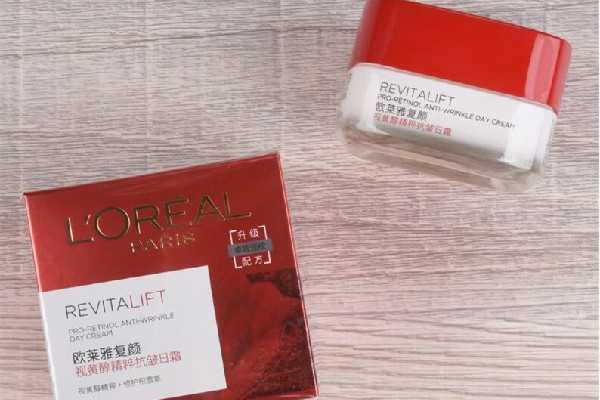 REVITALIFT
PRO-RETINOL ANTI-WRINKLE DAY CREAM
欧莱雅复颜
视黄醇精粹抗皱日霜
L'ORÉAL
PARIS
升级
配方
REVITALIFT
PRO-RETINOL ANTI-WRINKLE
DAY CREAM
欧莱雅复颜
视黄醇精粹抗皱日霜